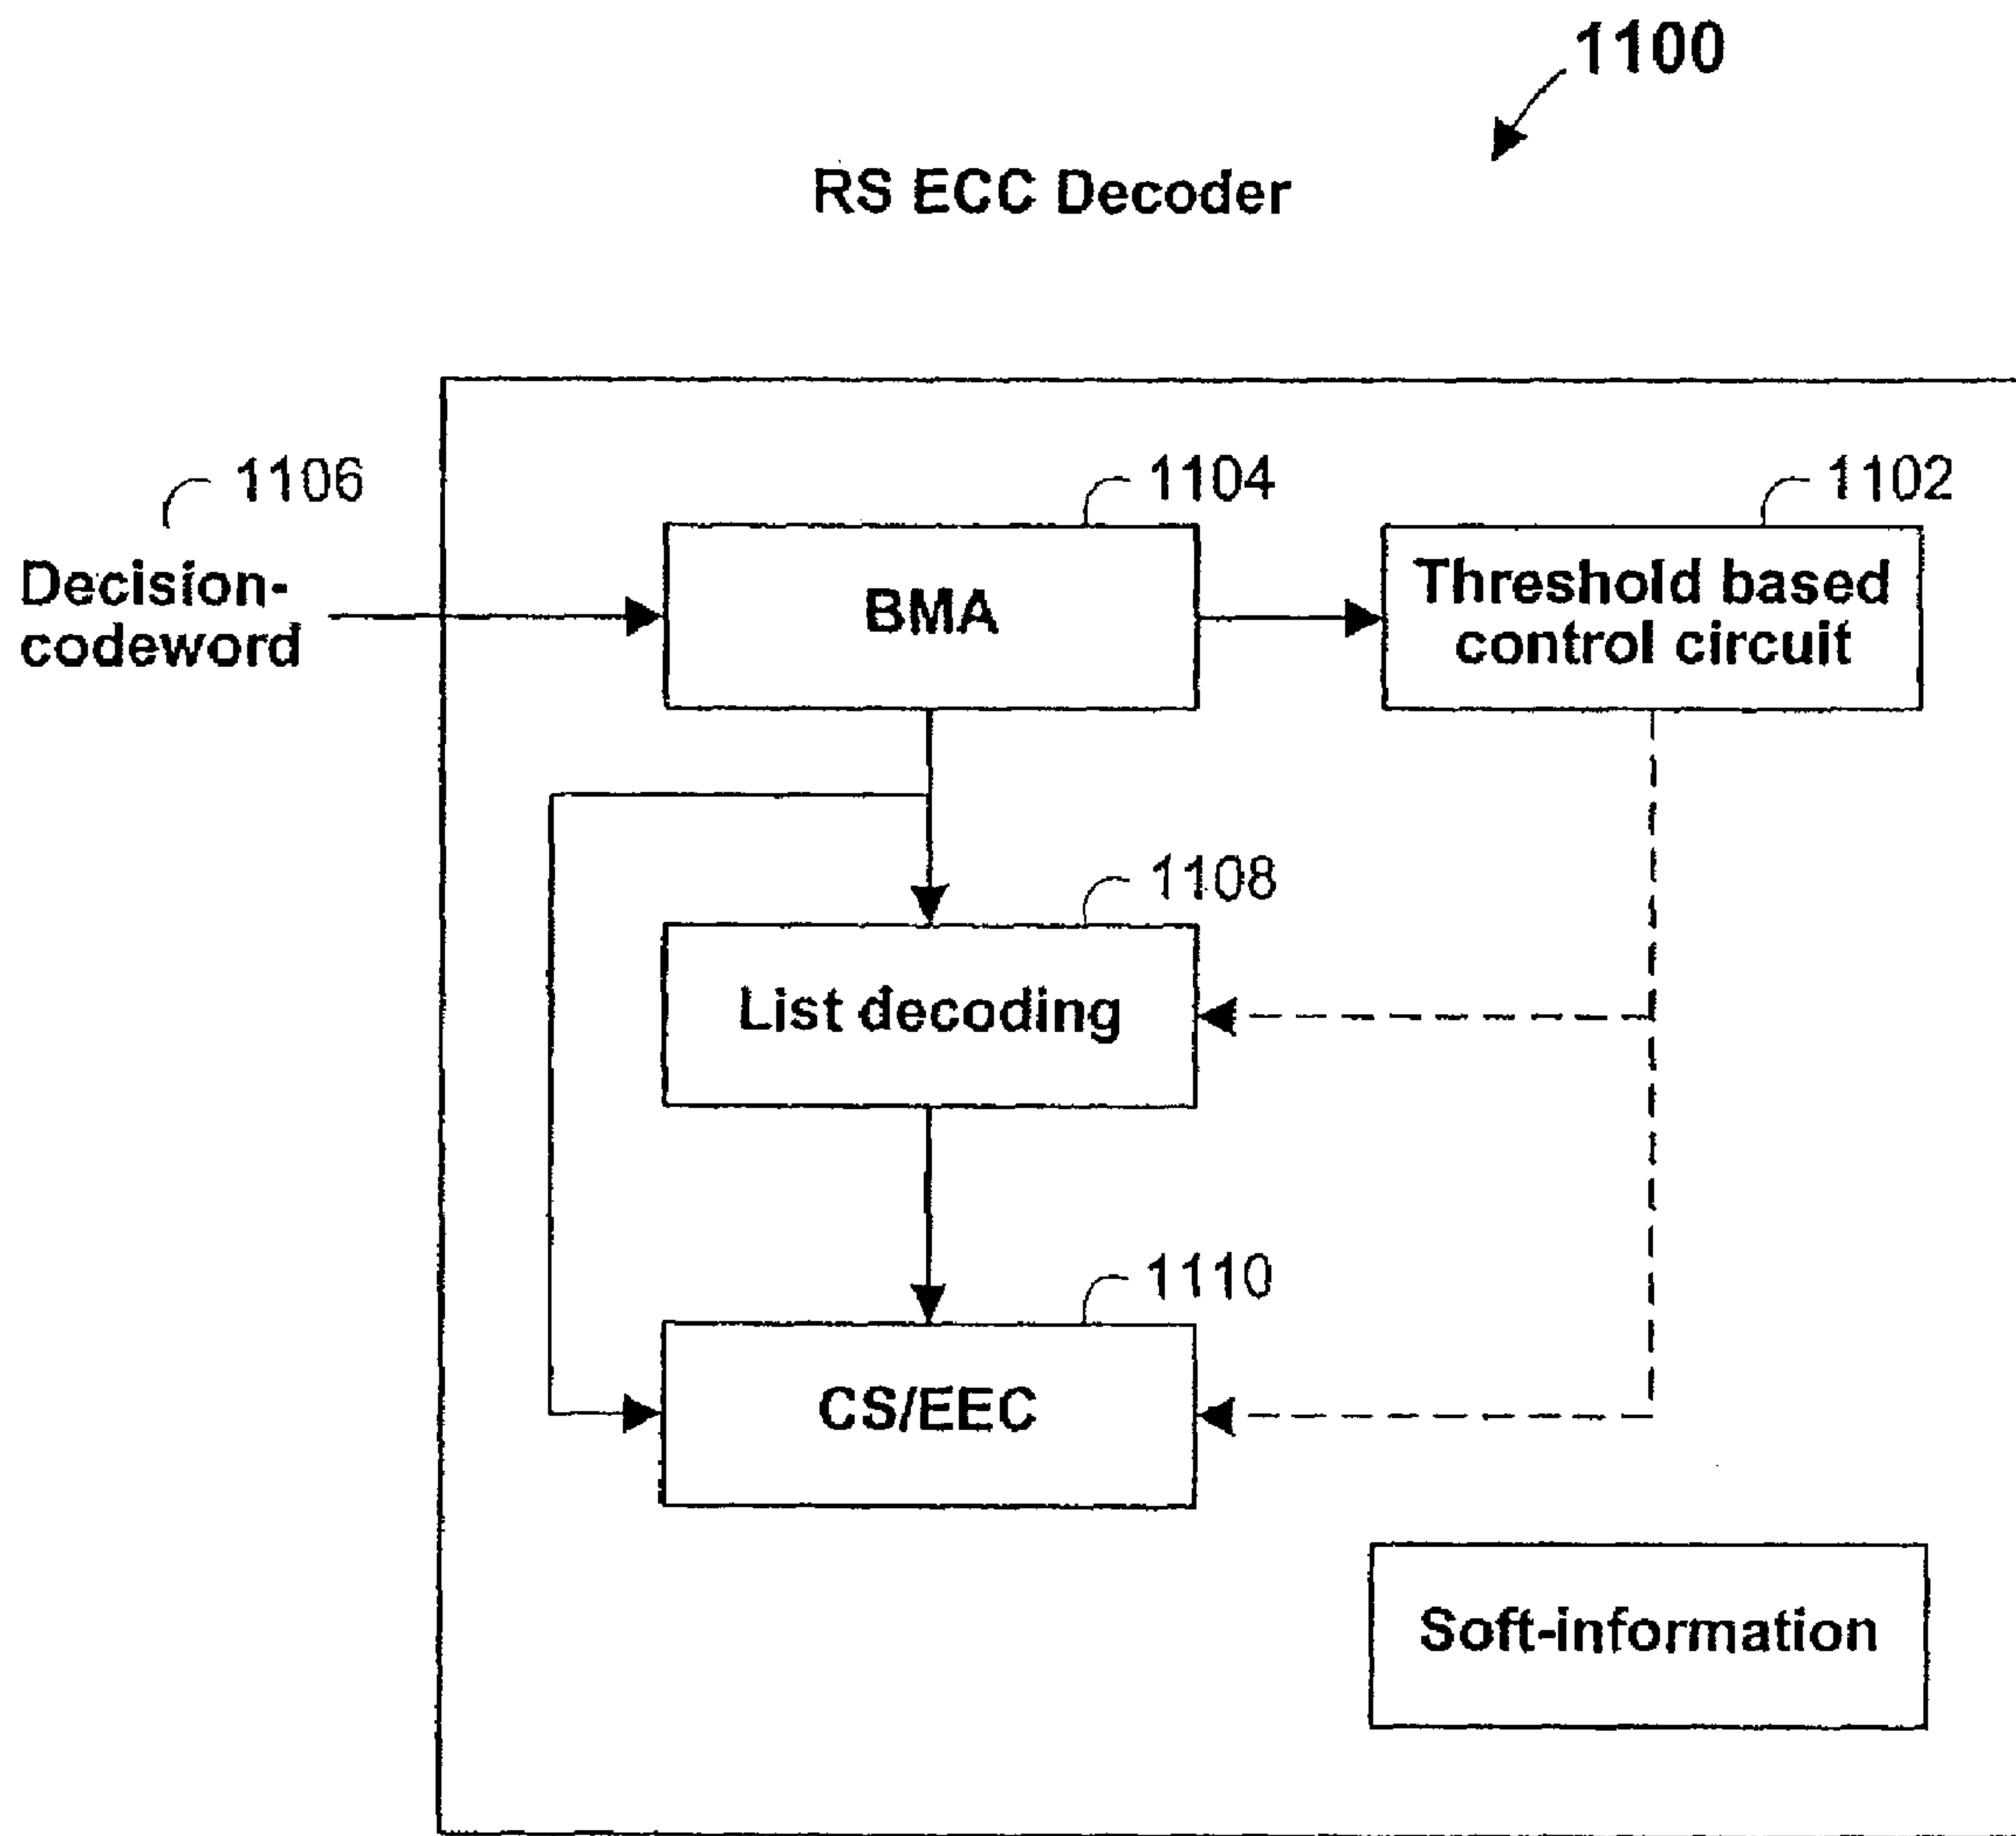 1100
RS ECC Decoder
1106
1104
1102
Decision-
codeword
BMA
Threshold based
control circuit
1108
List decoding
1110
CS/EEC
Soft-information